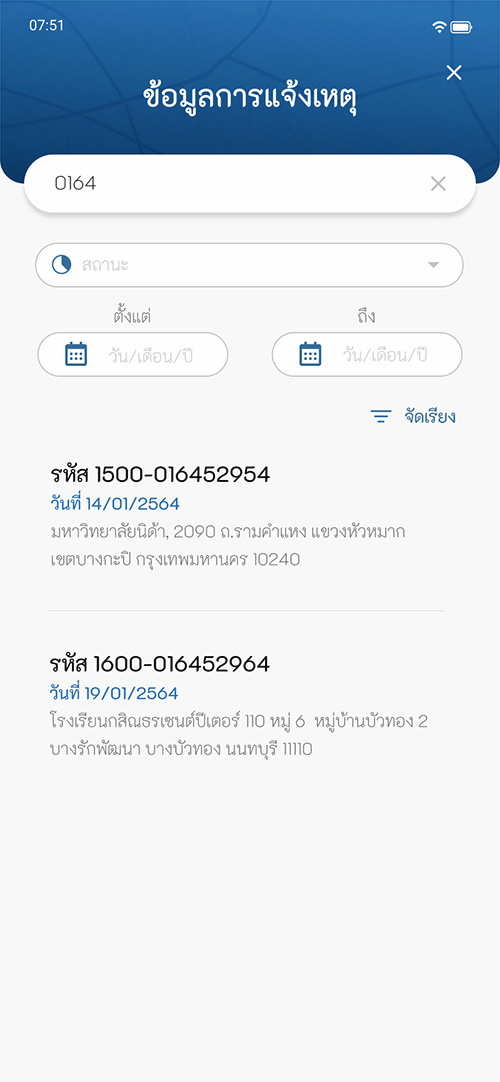 07:51
ข้อมูลการแจ้งเหตุ
0164
สถานะ
ตั้งแต่ ถึง
วัน/เดือน/ปี วัน/เดือน/ปี
จัดเรียง
รหัส 1500-016452954
วันที่ 14/01/2564
มหาวิทยาลัยนิด้า, 2090 ถ.รามคำแหง แขวงหัวหมาก
เขตบางกะปิ กรุงเทพมหานคร 10240
รหัส 1600-016452964
วันที่ 19/01/2564
โรงเรียนกสิณธรเซนต์ปีเตอร์ 110 หมู่ 6 หมู่บ้านบัวทอง 2
บางรักพัฒนา บางบัวทอง นนทบุรี 11110